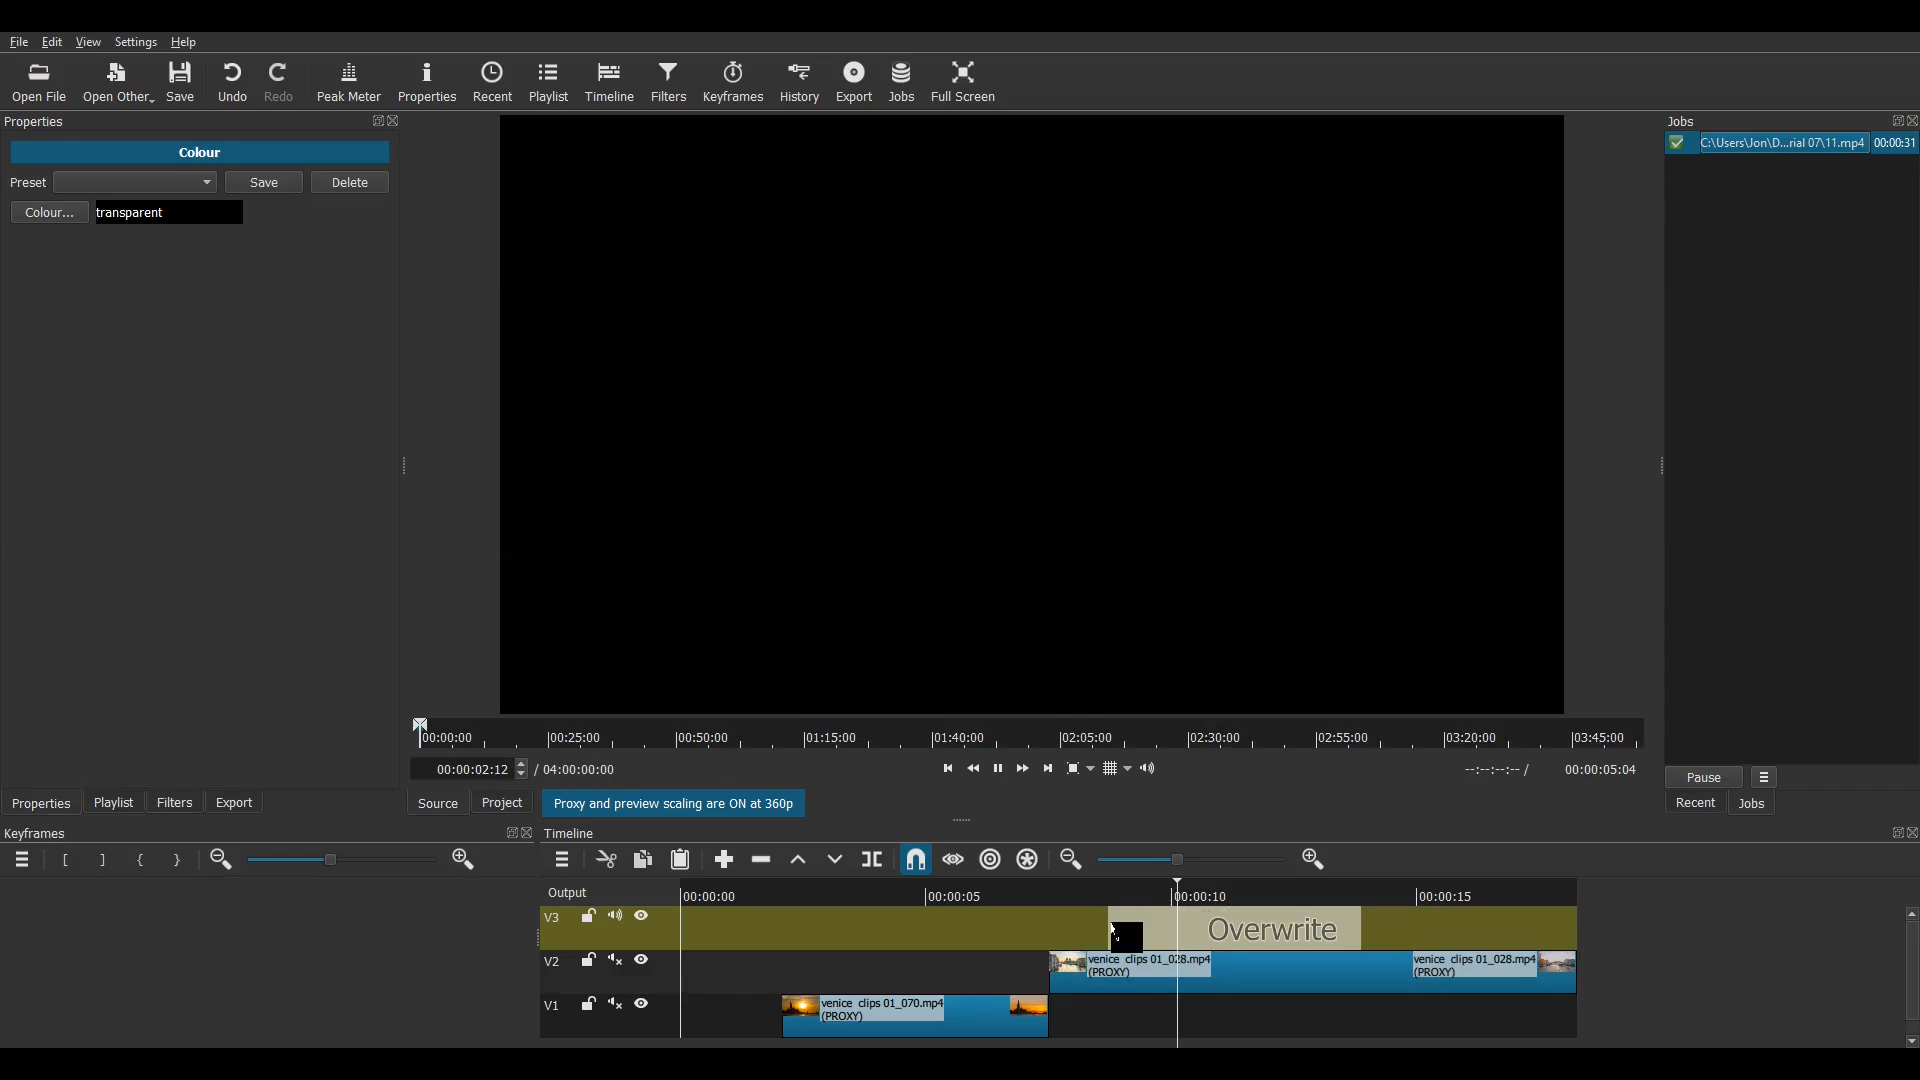 File Edit View Settings Help
Open File Open Other... Save Undo Redo Peak Meter Properties Recent Playlist Timeline Filters Keyframes History Export Jobs Full Screen
Properties
Jobs
Colour
C:\Users\Jon\D...rial 07\11.mp4 00:00:31
Preset Save Delete
Colour... transparent
00:00:00 00:25:00 00:50:00 01:15:00 01:40:00 02:05:00 02:30:00 02:55:00 03:20:00 03:45:00
00:00:02:12 / 04:00:00:00 --:--:--:-- / 00:00:05:04
Pause
Properties Playlist Filters Export Source Project Proxy and preview scaling are ON at 360p Recent Jobs
Keyframes Timeline
[ ] { }
Output 00:00:00 00:00:05 00:00:10 00:00:15
V3 Overwrite
V2 venice clips 01_028.mp4 venice clips 01_028.mp4
(PROXY) (PROXY)
V1 venice clips 01_070.mp4
(PROXY)